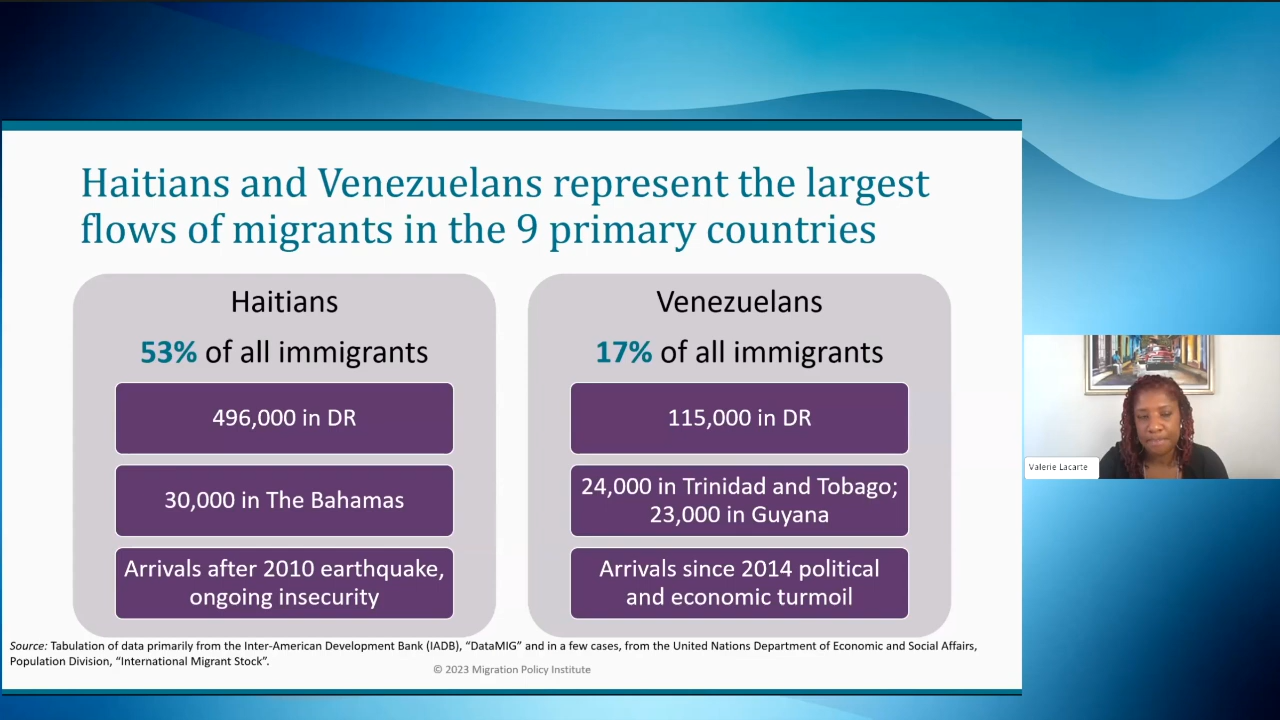 Haitians and Venezuelans represent the largest
flows of migrants in the 9 primary countries
Haitians
53% of all immigrants
496,000 in DR
30,000 in The Bahamas
Arrivals after 2010 earthquake,
ongoing insecurity
Venezuelans
17% of all immigrants
115,000 in DR
24,000 in Trinidad and Tobago;
23,000 in Guyana
Arrivals since 2014 political
and economic turmoil
Source: Tabulation of data primarily from the Inter-American Development Bank (IADB), “DataMIG” and in a few cases, from the United Nations Department of Economic and Social Affairs,
Population Division, “International Migrant Stock”.
© 2023 Migration Policy Institute
Valerie Lacarte